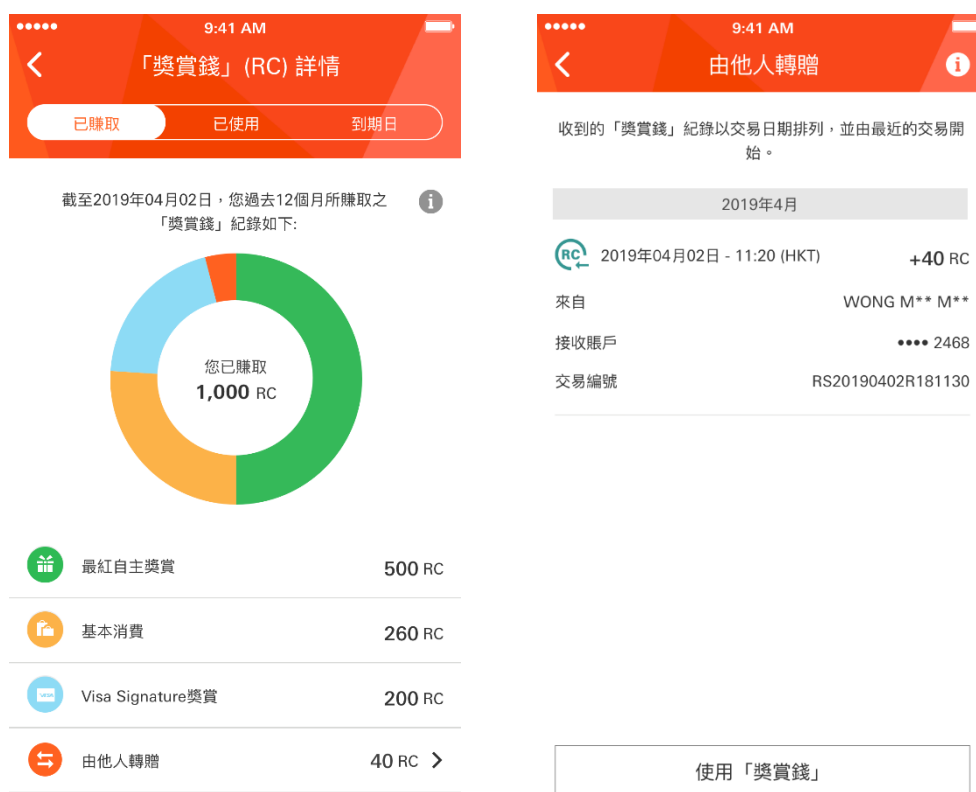 9:41 AM
「獎賞錢」(RC) 詳情
已賺取
已使用
到期日
截至2019年04月02日，您過去12個月所賺取之
「獎賞錢」紀錄如下:
您已賺取
1,000 RC
最紅自主獎賞
500 RC
基本消費
260 RC
VISA
Visa Signature獎賞
200 RC
由他人轉贈
40 RC
9:41 AM
由他人轉贈
收到的「獎賞錢」紀錄以交易日期排列，並由最近的交易開
始。
2019年4月
RC
2019年04月02日 - 11:20 (HKT)
+40 RC
來自
WONG M** M**
接收賬戶
•••• 2468
交易編號
RS20190402R181130
使用「獎賞錢」